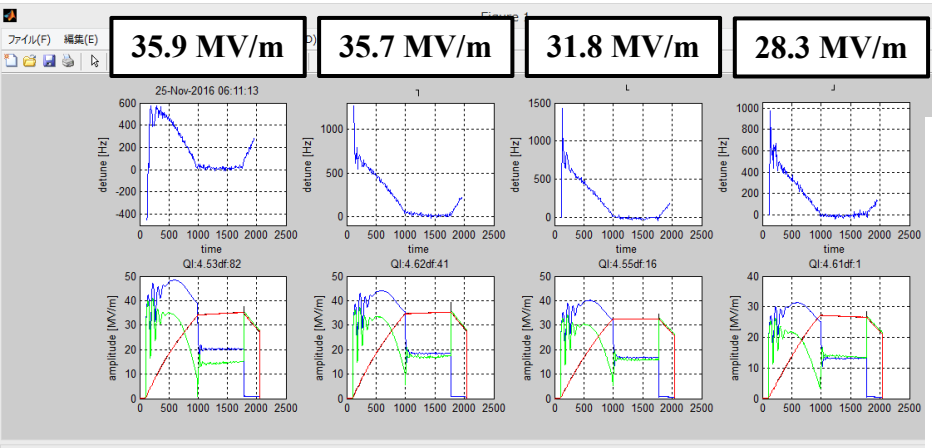 Figure 1
ファイル(F) 編集(E)
35.9 MV/m 35.7 MV/m 31.8 MV/m 28.3 MV/m
25-Nov-2016 06:11:13
600
400
200
0
-200
-400
detune [Hz]
0 500 1000 1500 2000 2500
time
1000
500
0
detune [Hz]
0 500 1000 1500 2000 2500
time
1500
1000
500
0
detune [Hz]
0 500 1000 1500 2000 2500
time
1000
800
600
400
200
0
detune [Hz]
0 500 1000 1500 2000 2500
time
Ql:4.53df:82
50
40
30
20
10
0
amplitude [MV/m]
0 500 1000 1500 2000 2500
Ql:4.62df:41
50
40
30
20
10
0
amplitude [MV/m]
0 500 1000 1500 2000 2500
Ql:4.55df:16
50
40
30
20
10
0
amplitude [MV/m]
0 500 1000 1500 2000 2500
Ql:4.61df:1
40
30
20
10
0
amplitude [MV/m]
0 500 1000 1500 2000 2500